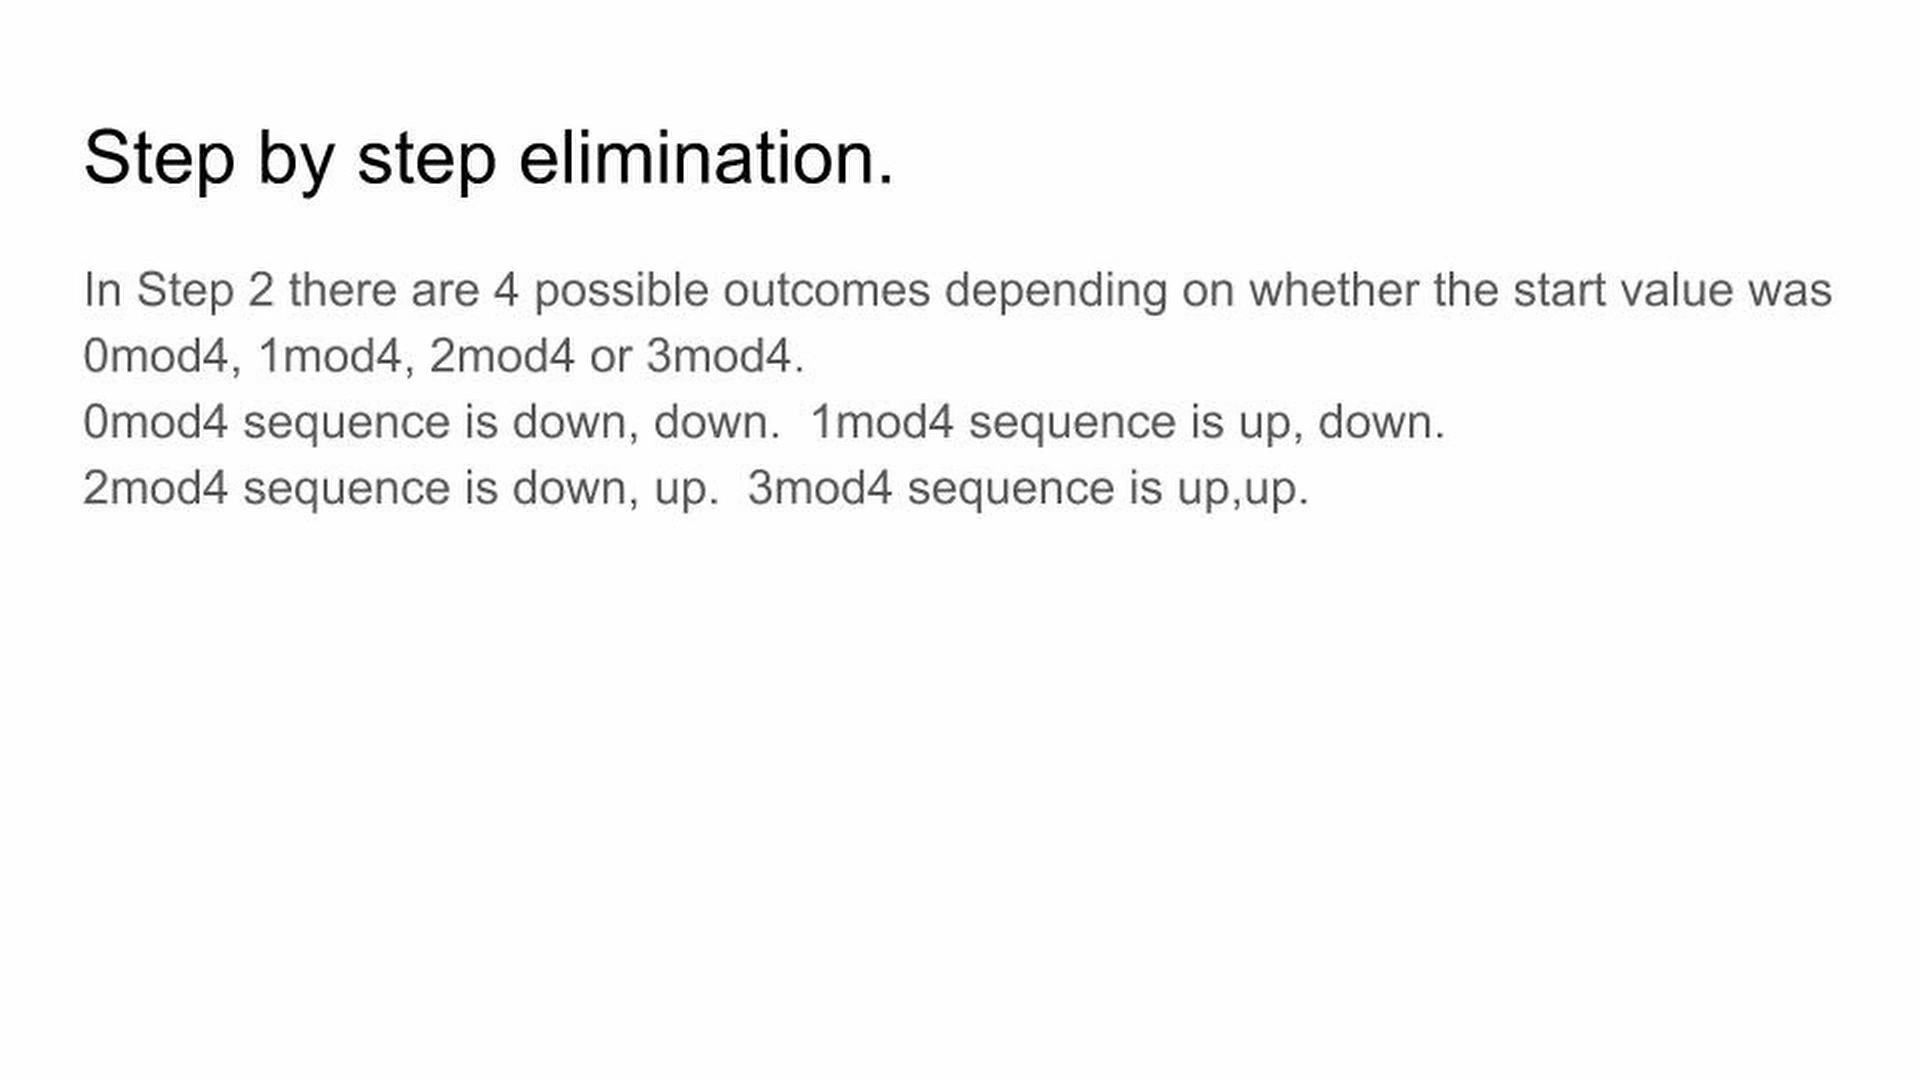 Step by step elimination.
In Step 2 there are 4 possible outcomes depending on whether the start value was
0mod4, 1mod4, 2mod4 or 3mod4.
0mod4 sequence is down, down.  1mod4 sequence is up, down.
2mod4 sequence is down, up.  3mod4 sequence is up,up.